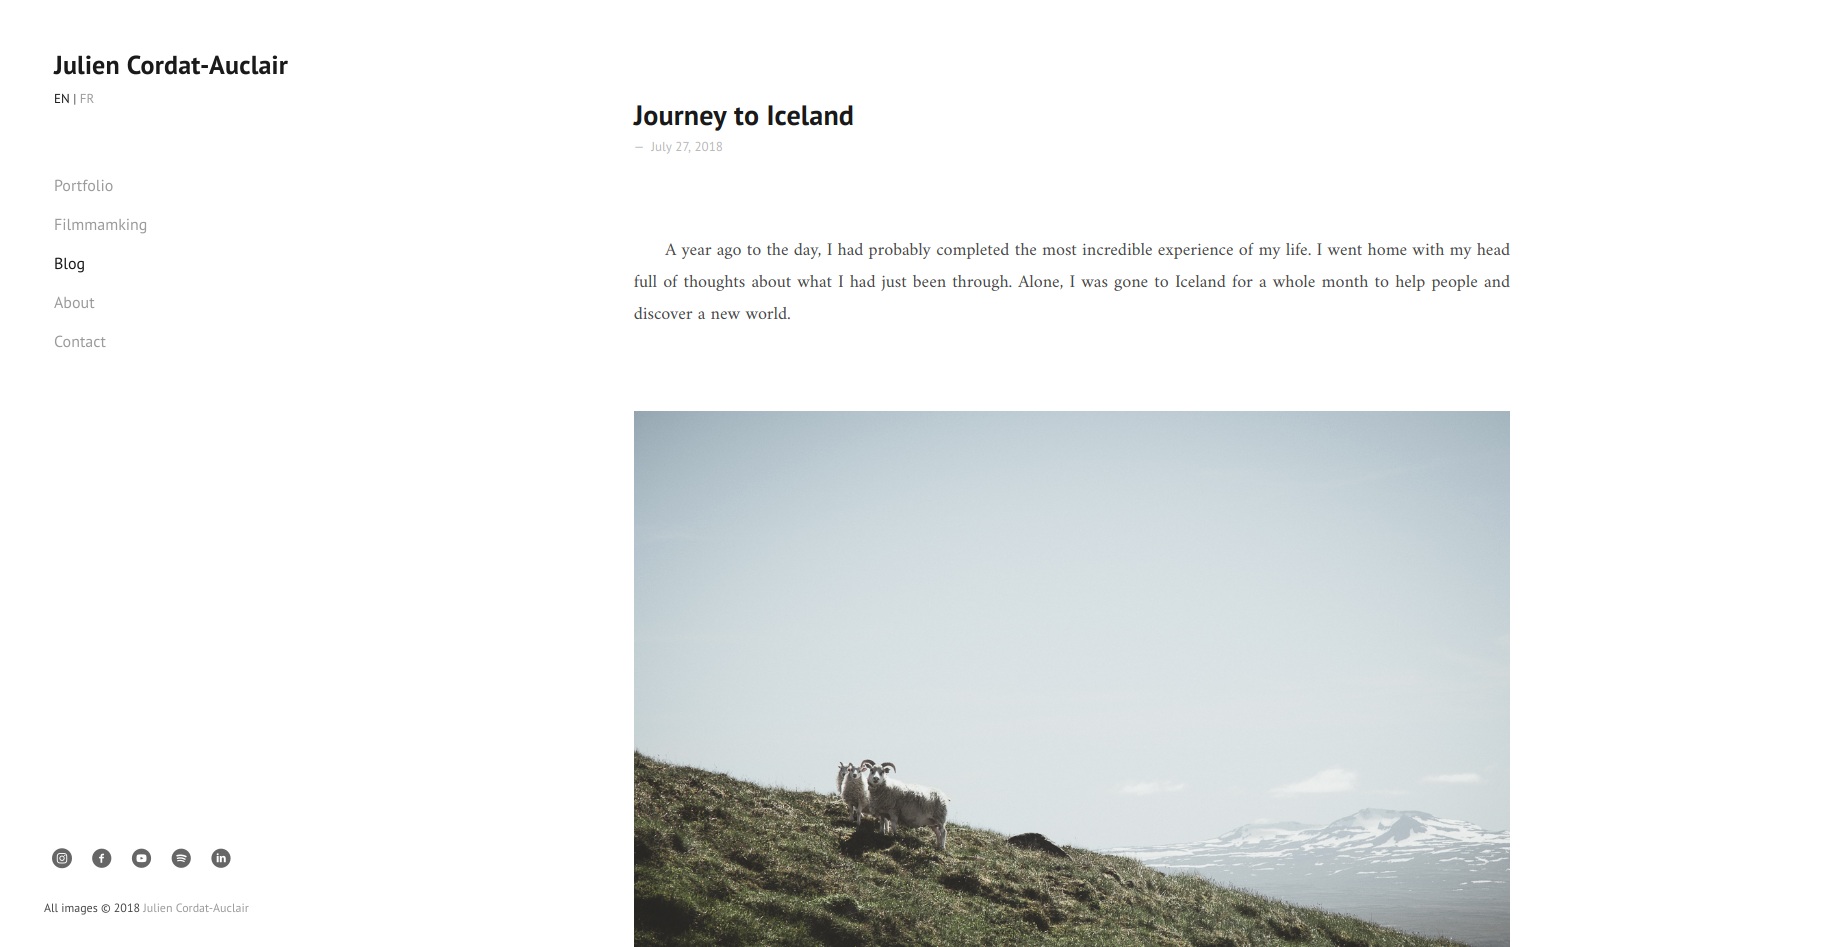 Julien Cordat-Auclair
EN | FR
Portfolio
Filmmamking
Blog
About
Contact
All images © 2018 Julien Cordat-Auclair
Journey to Iceland
— July 27, 2018
A year ago to the day, I had probably completed the most incredible experience of my life. I went home with my head
full of thoughts about what I had just been through. Alone, I was gone to Iceland for a whole month to help people and
discover a new world.